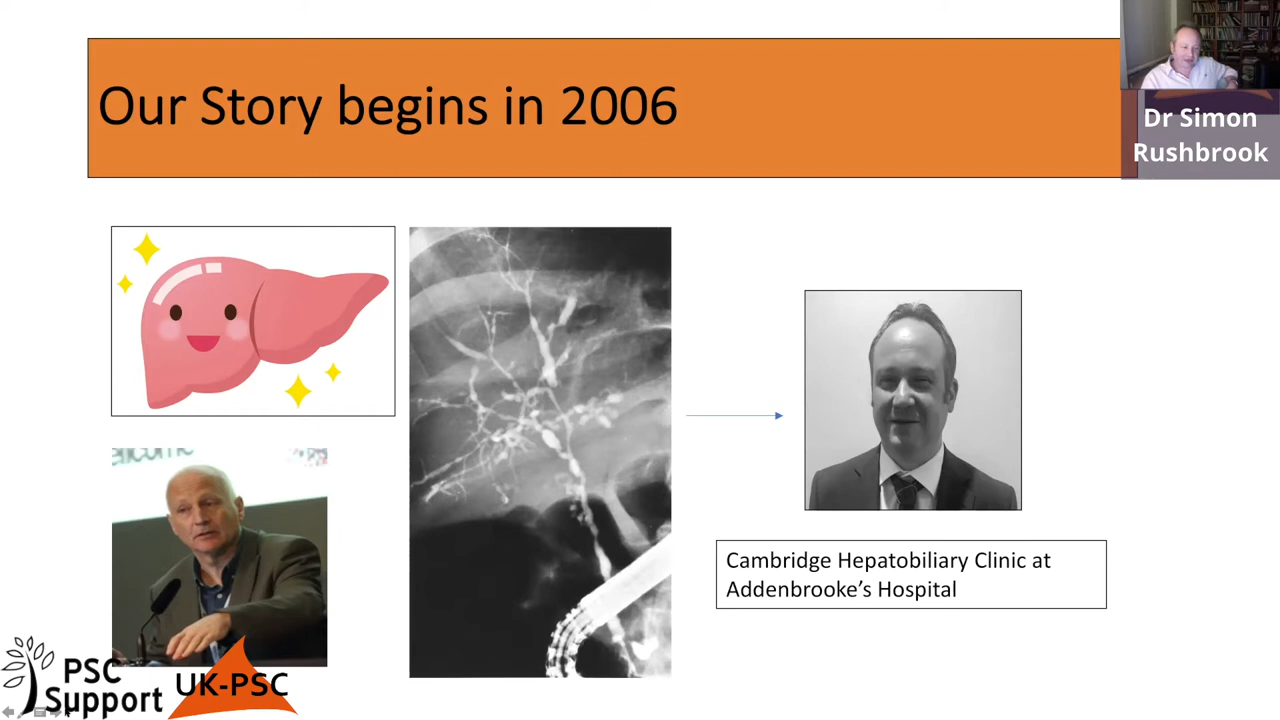 Our Story begins in 2006
Dr Simon
Rushbrook
Cambridge Hepatobiliary Clinic at
Addenbrooke's Hospital
PSC
Support
UK-PSC